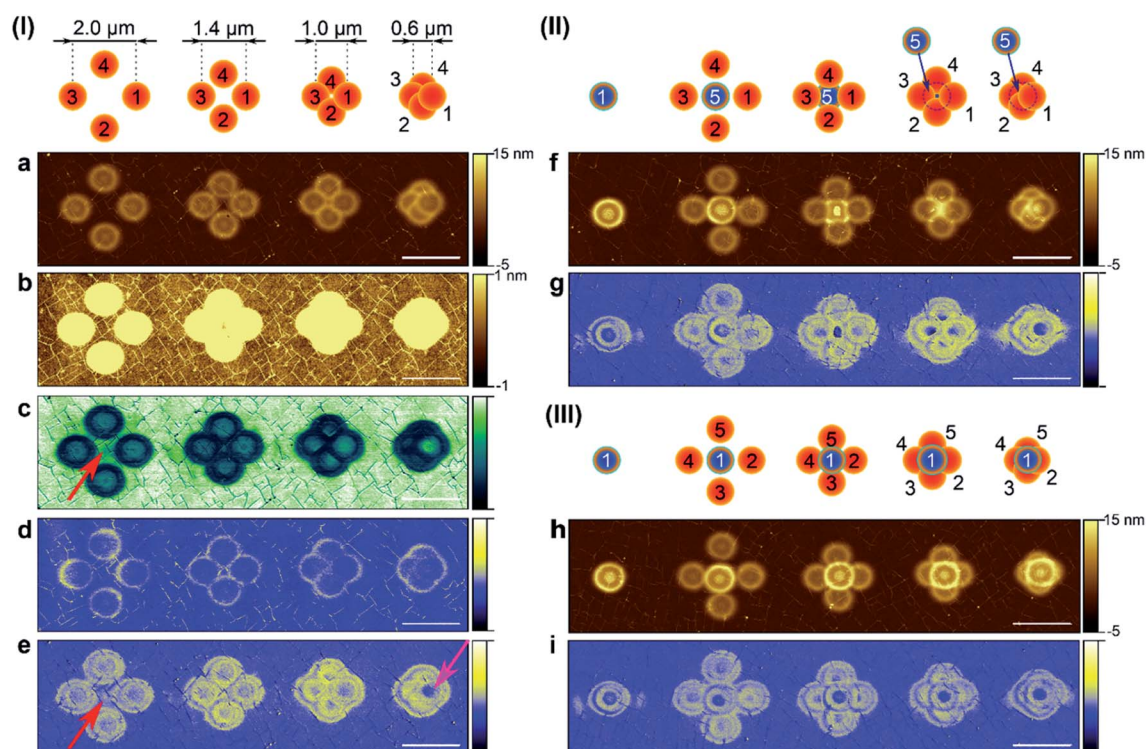 (I) 2.0 µm 1.4 µm 1.0 µm 0.6 µm
4 4 4 3 4
3 1 3 1 3 1
2 2 2 2 1
a 15 nm
-5
b 1 nm
-1
c
d
e
(II)
5 5
4 4 3 4 3 4
1 3 5 1 3 5 1
2 2 2 1 2 1
f 15 nm
-5
g
(III)
5 5 4 5 4 5
1 4 1 2 4 1 2 1 1
3 3 3 2 3 2
h 15 nm
-5
i